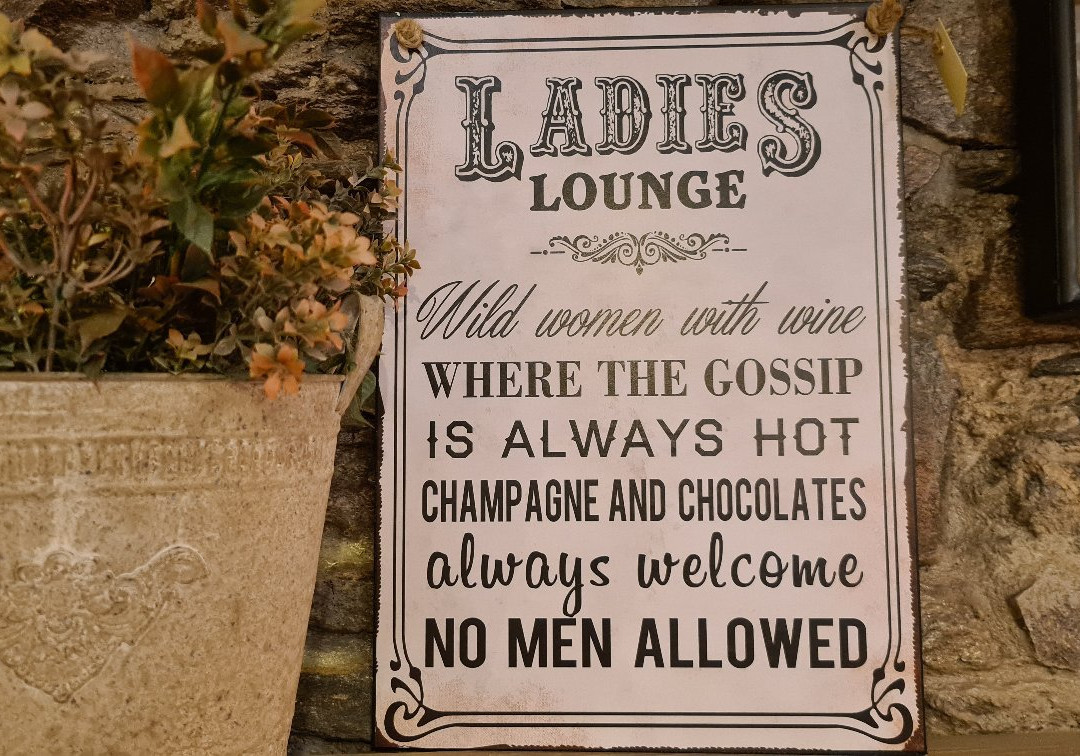 LADIES
LOUNGE
Wild women with wine
WHERE THE GOSSIP
IS ALWAYS HOT
CHAMPAGNE AND CHOCOLATES
always welcome
NO MEN ALLOWED